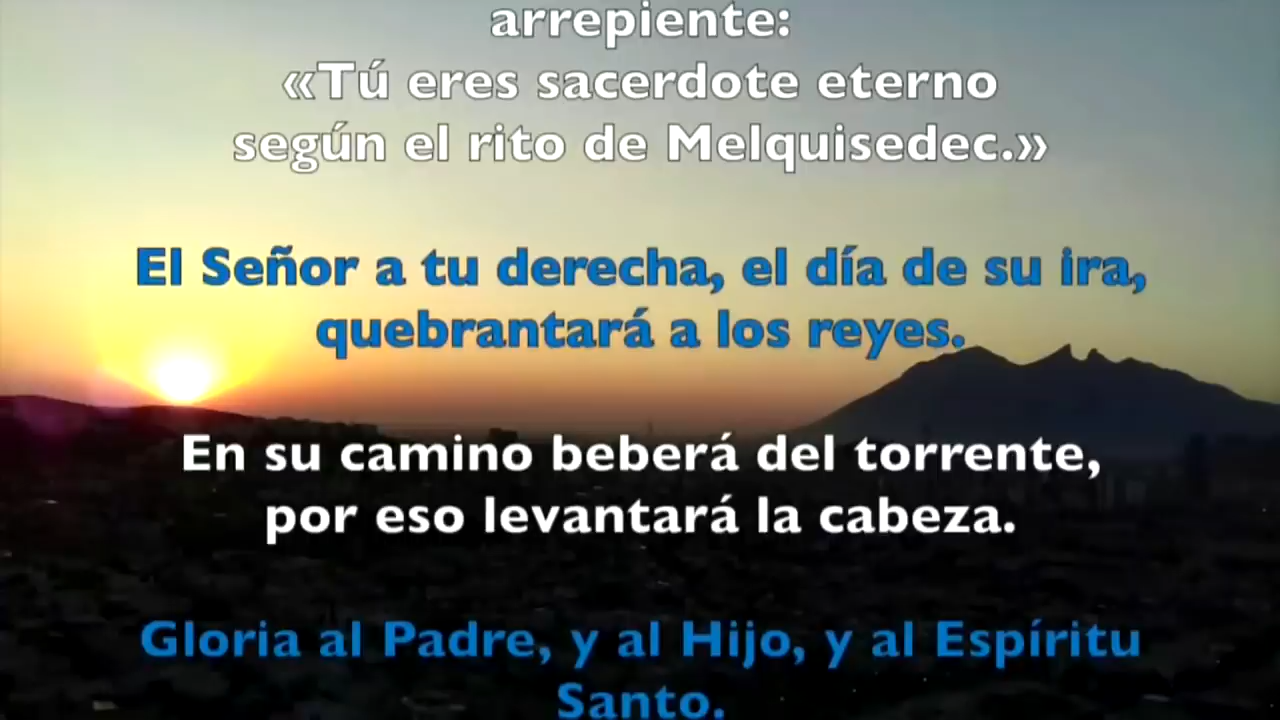 arrepiente:
«Tú eres sacerdote eterno
según el rito de Melquisedec.»
El Señor a tu derecha, el día de su ira,
quebrantará a los reyes.
En su camino beberá del torrente,
por eso levantará la cabeza.
Gloria al Padre, y al Hijo, y al Espíritu
Santo.